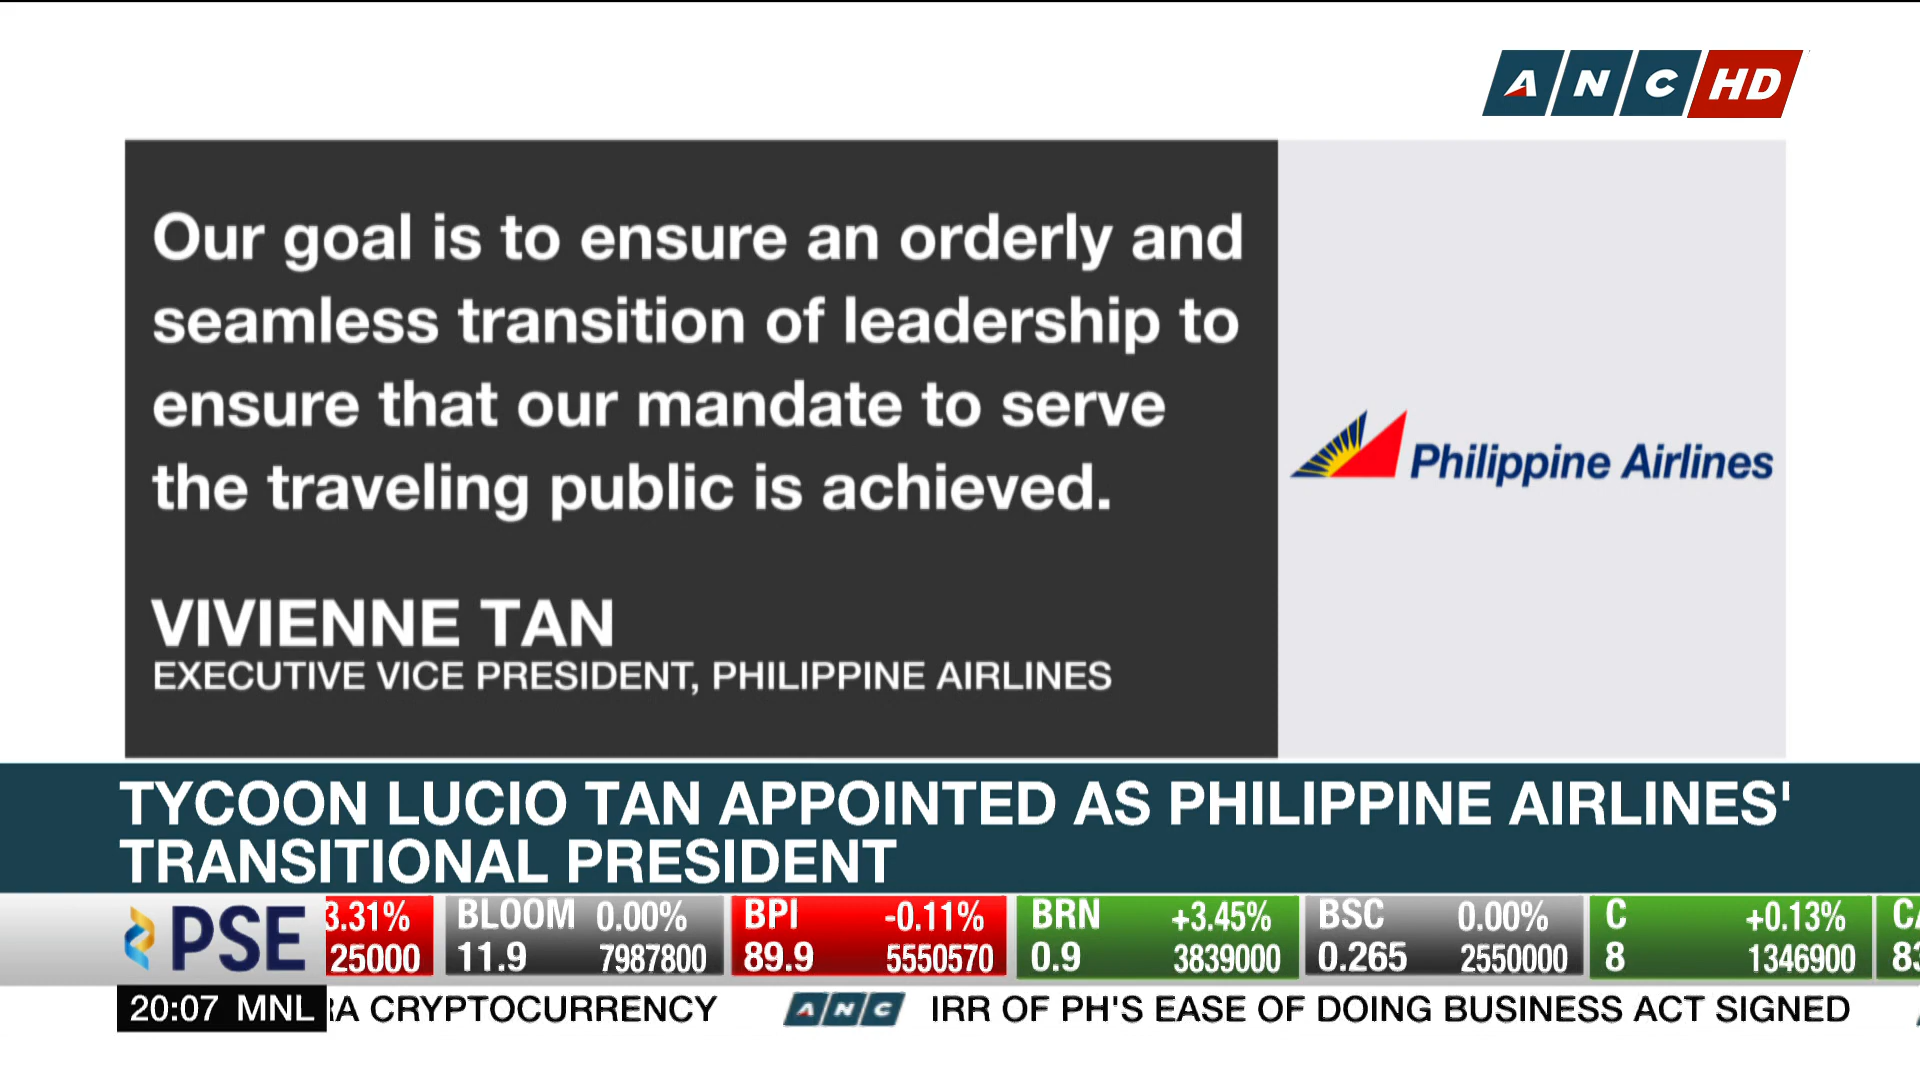 ANC HD
Our goal is to ensure an orderly and
seamless transition of leadership to
ensure that our mandate to serve
the traveling public is achieved.
VIVIENNE TAN
EXECUTIVE VICE PRESIDENT, PHILIPPINE AIRLINES
Philippine Airlines
TYCOON LUCIO TAN APPOINTED AS PHILIPPINE AIRLINES'
TRANSITIONAL PRESIDENT
PSE
3.31% BLOOM 0.00% BPI -0.11% BRN +3.45% BSC 0.00% C +0.13%
25000 11.9 7987800 89.9 5550570 0.9 3839000 0.265 2550000 8 1346900
20:07 MNL RA CRYPTOCURRENCY ANC IRR OF PH'S EASE OF DOING BUSINESS ACT SIGNED